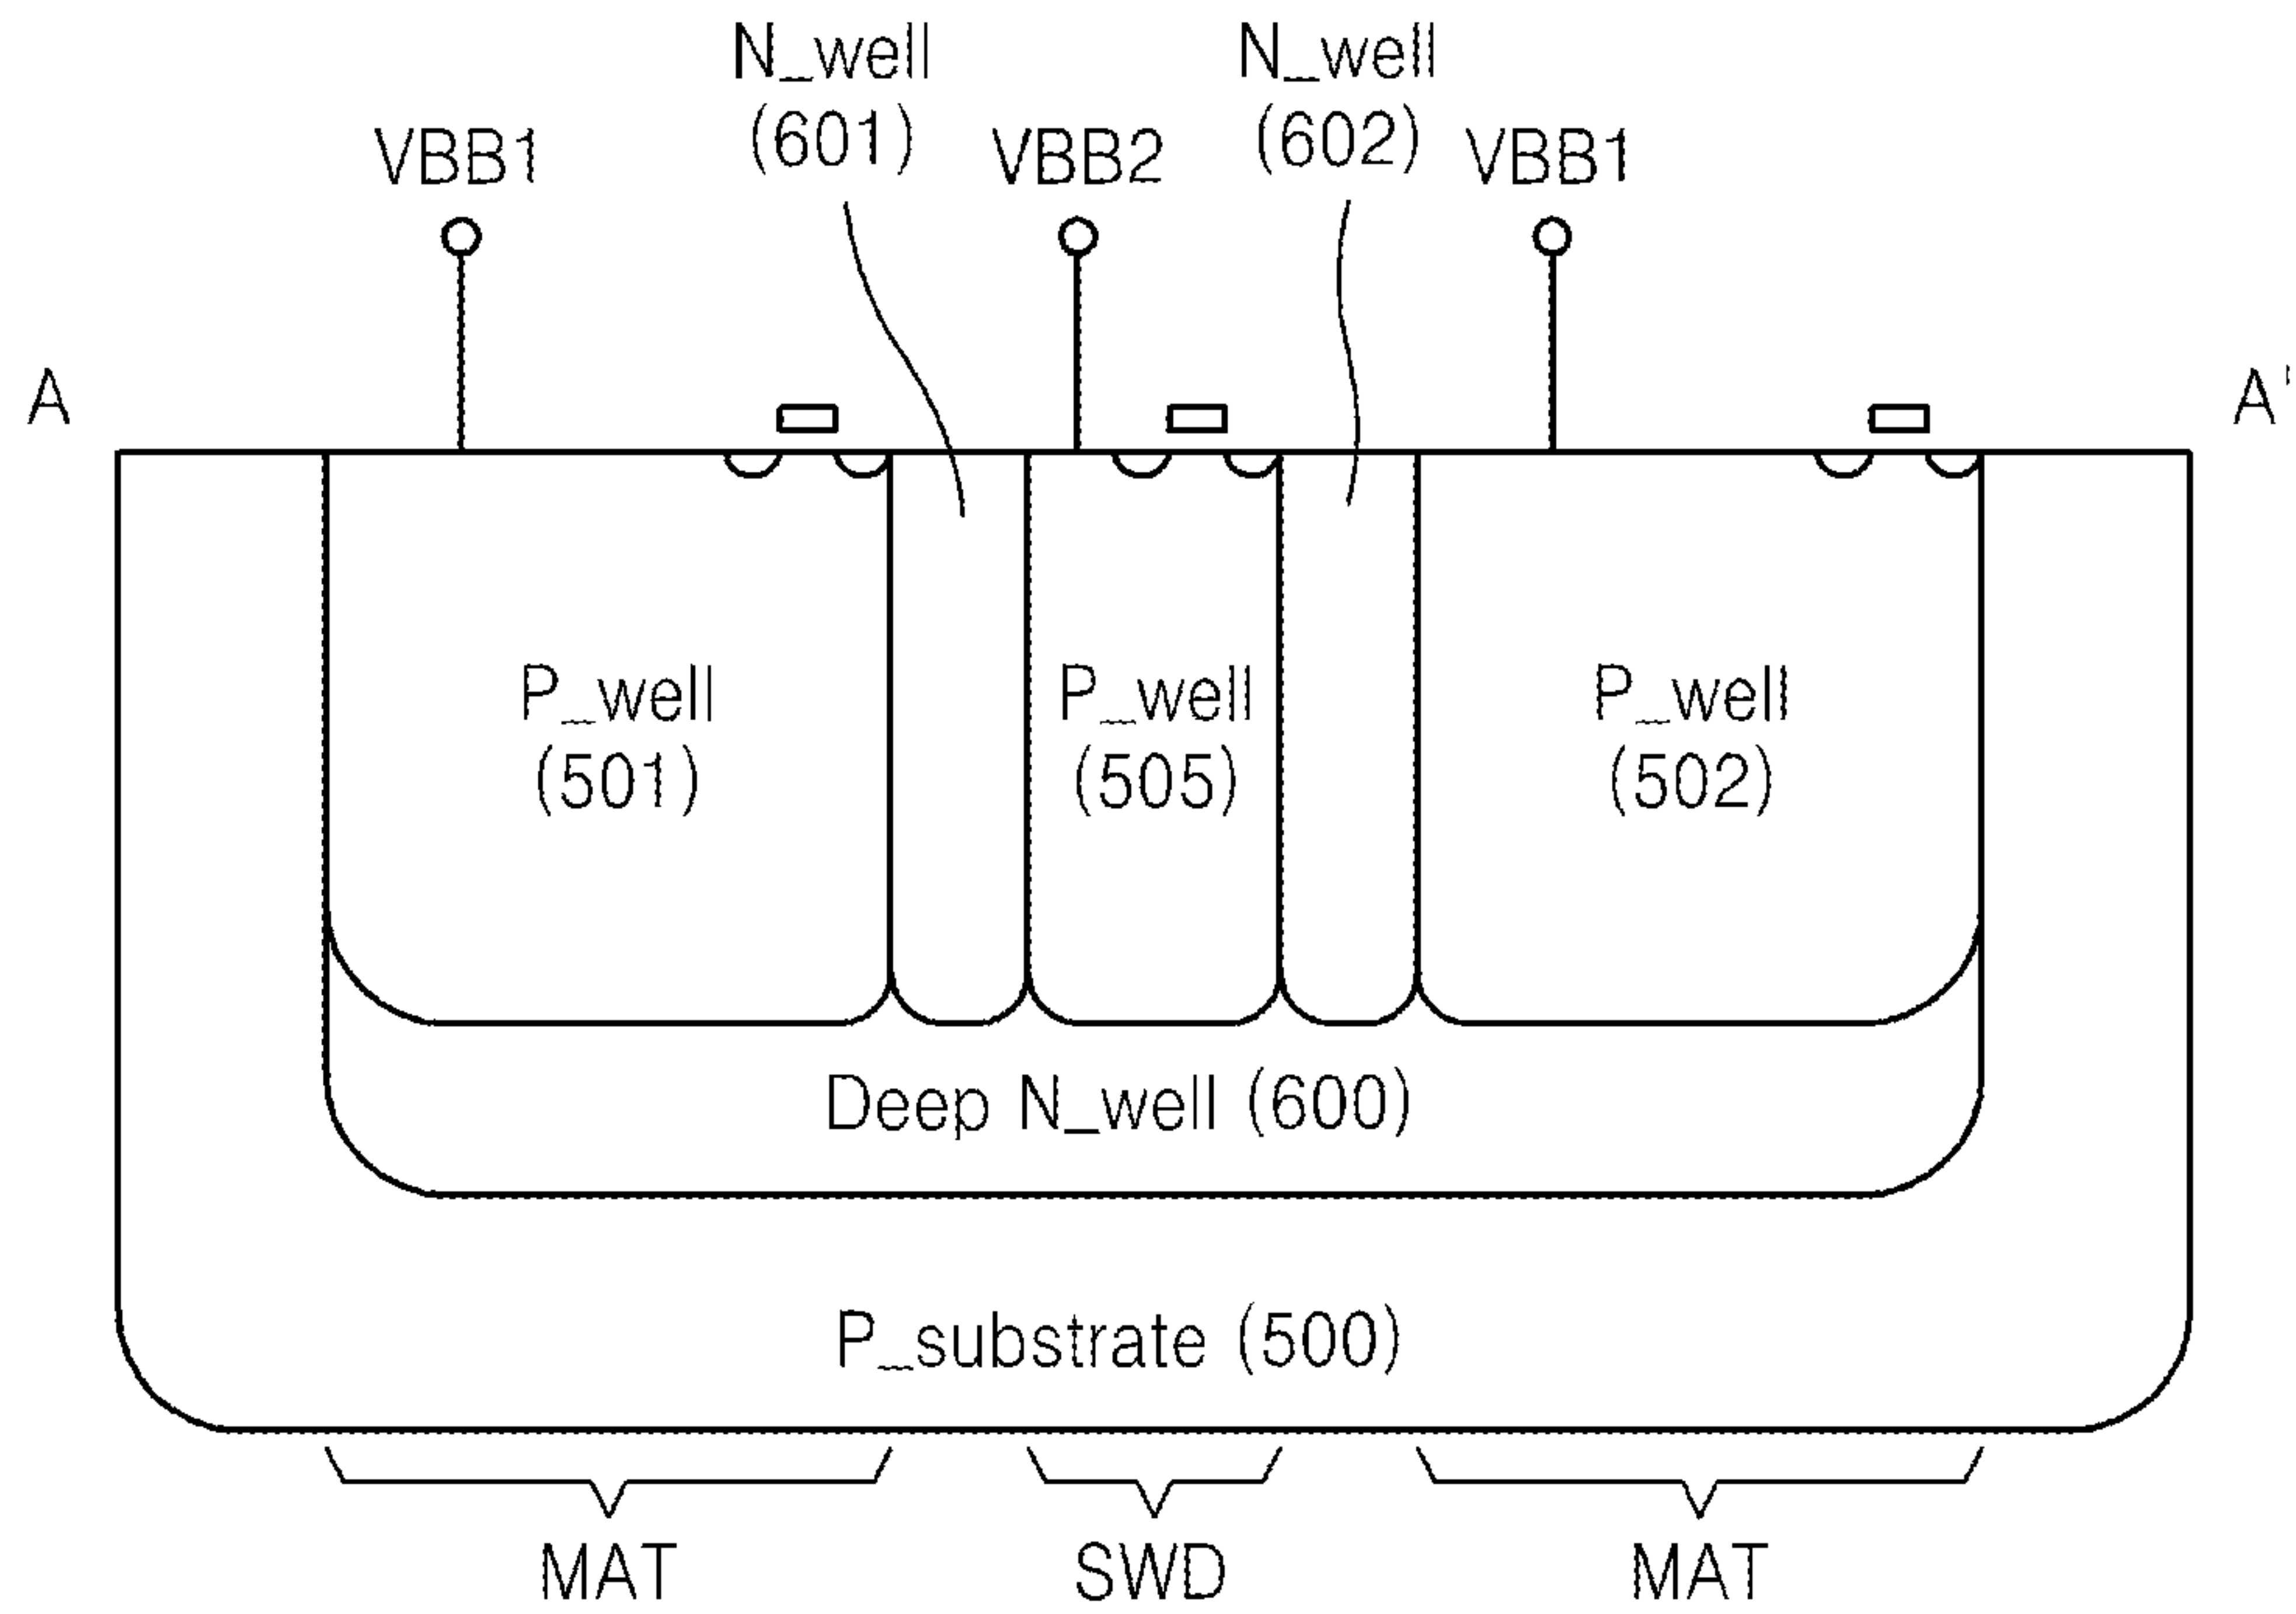 N_well
(601)
N_well
(602)
VBB1
VBB2
VBB1
A
A'
P_well
(501)
P_well
(505)
P_well
(502)
Deep N_well (600)
P_substrate (500)
MAT
SWD
MAT